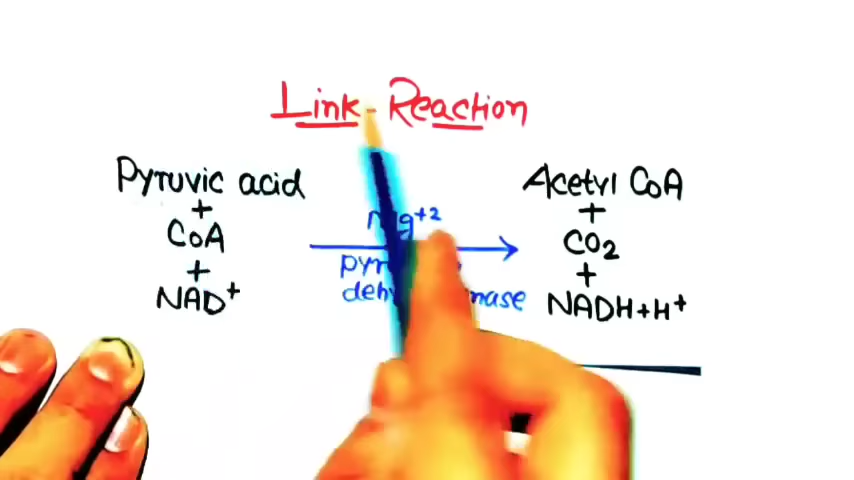 Link-Reaction
Pyruvic acid
+
CoA
+
NAD+
Acetyl CoA
+
CO2
+
NADH+H+